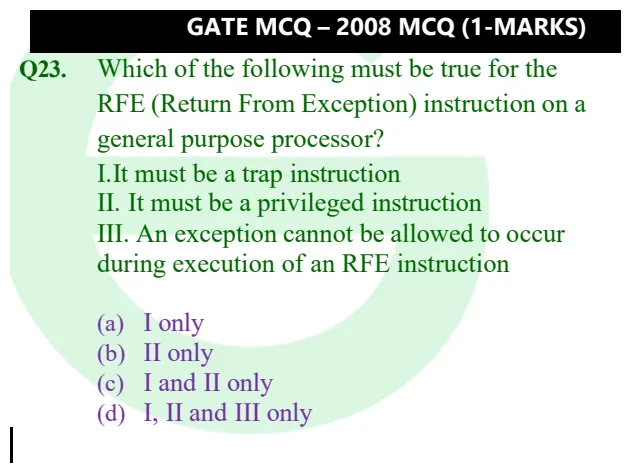 GATE MCQ – 2008 MCQ (1-MARKS)
Q23. Which of the following must be true for the
RFE (Return From Exception) instruction on a
general purpose processor?
I.It must be a trap instruction
II. It must be a privileged instruction
III. An exception cannot be allowed to occur
during execution of an RFE instruction
(a) I only
(b) II only
(c) I and II only
(d) I, II and III only